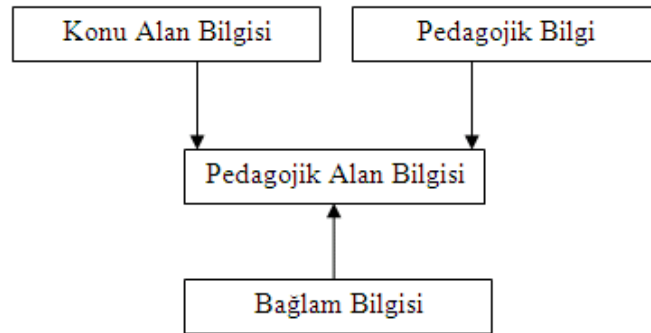 Konu Alan Bilgisi
Pedagojik Bilgi
Pedagojik Alan Bilgisi
Bağlam Bilgisi